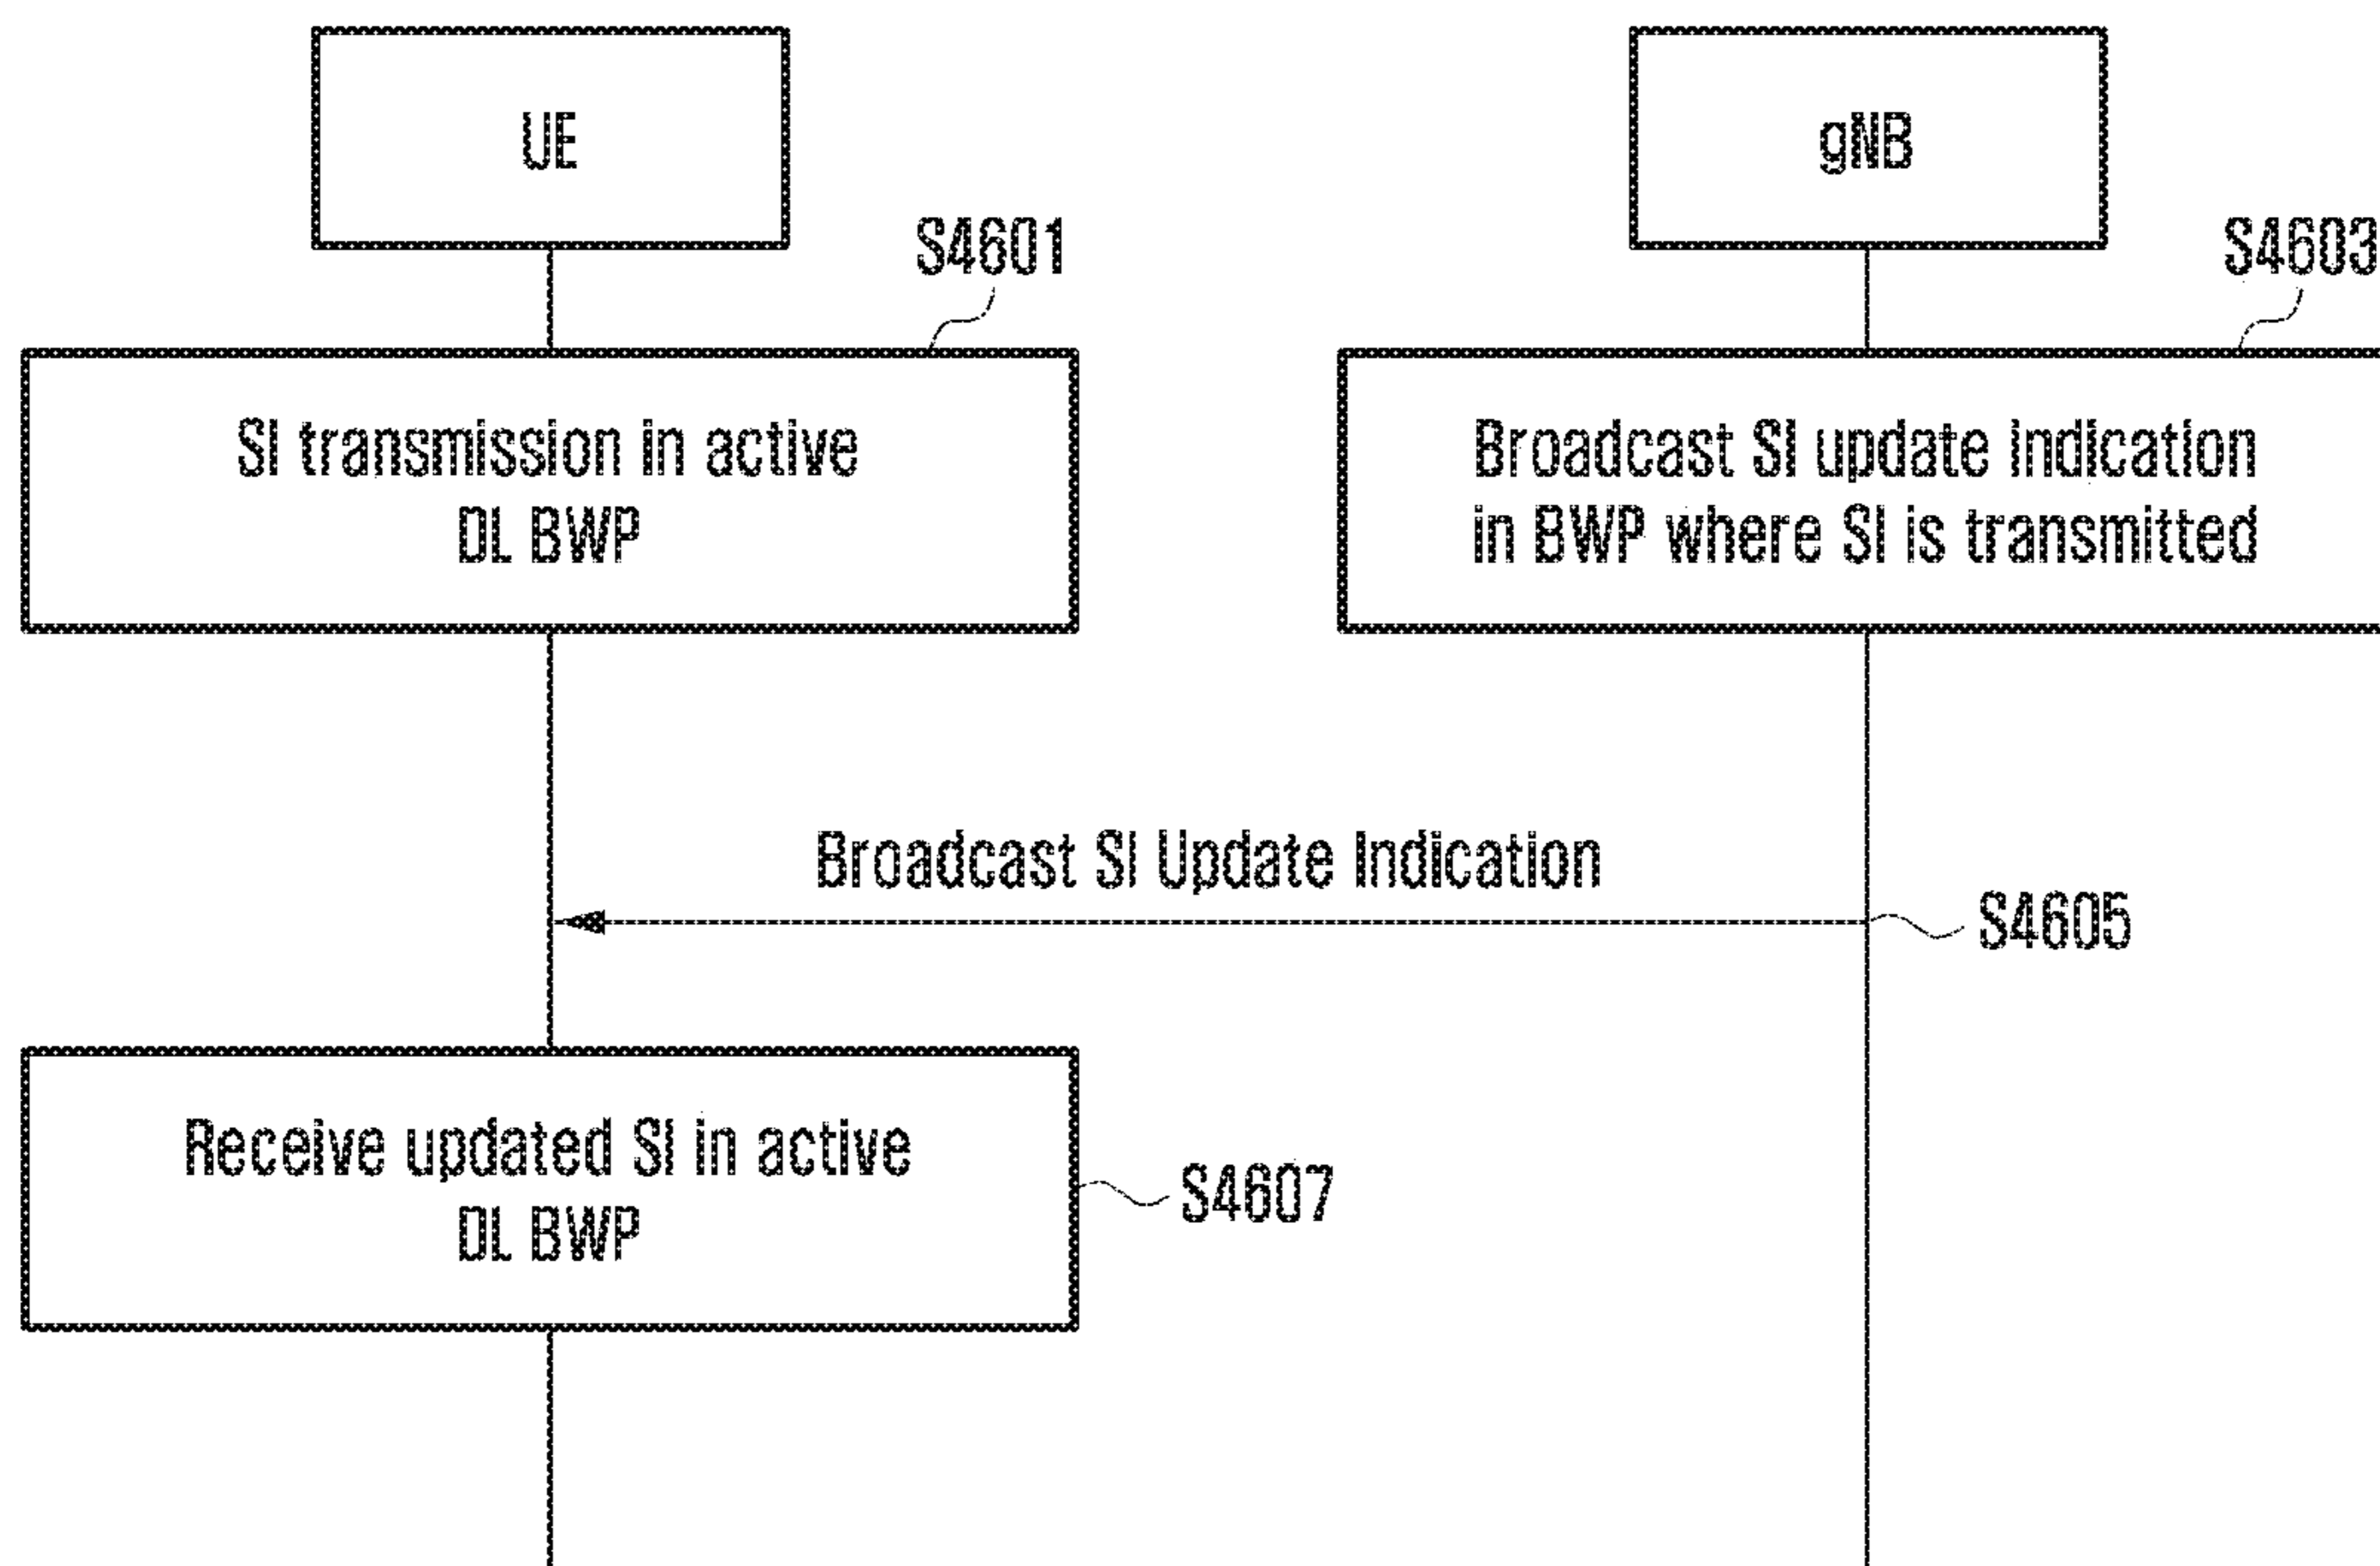 UE
gNB
S4601
S4603
SI transmission in active
DL BWP
Broadcast SI update indication
in BWP where SI is transmitted
Broadcast SI Update Indication
S4605
Receive updated SI in active
DL BWP
S4607